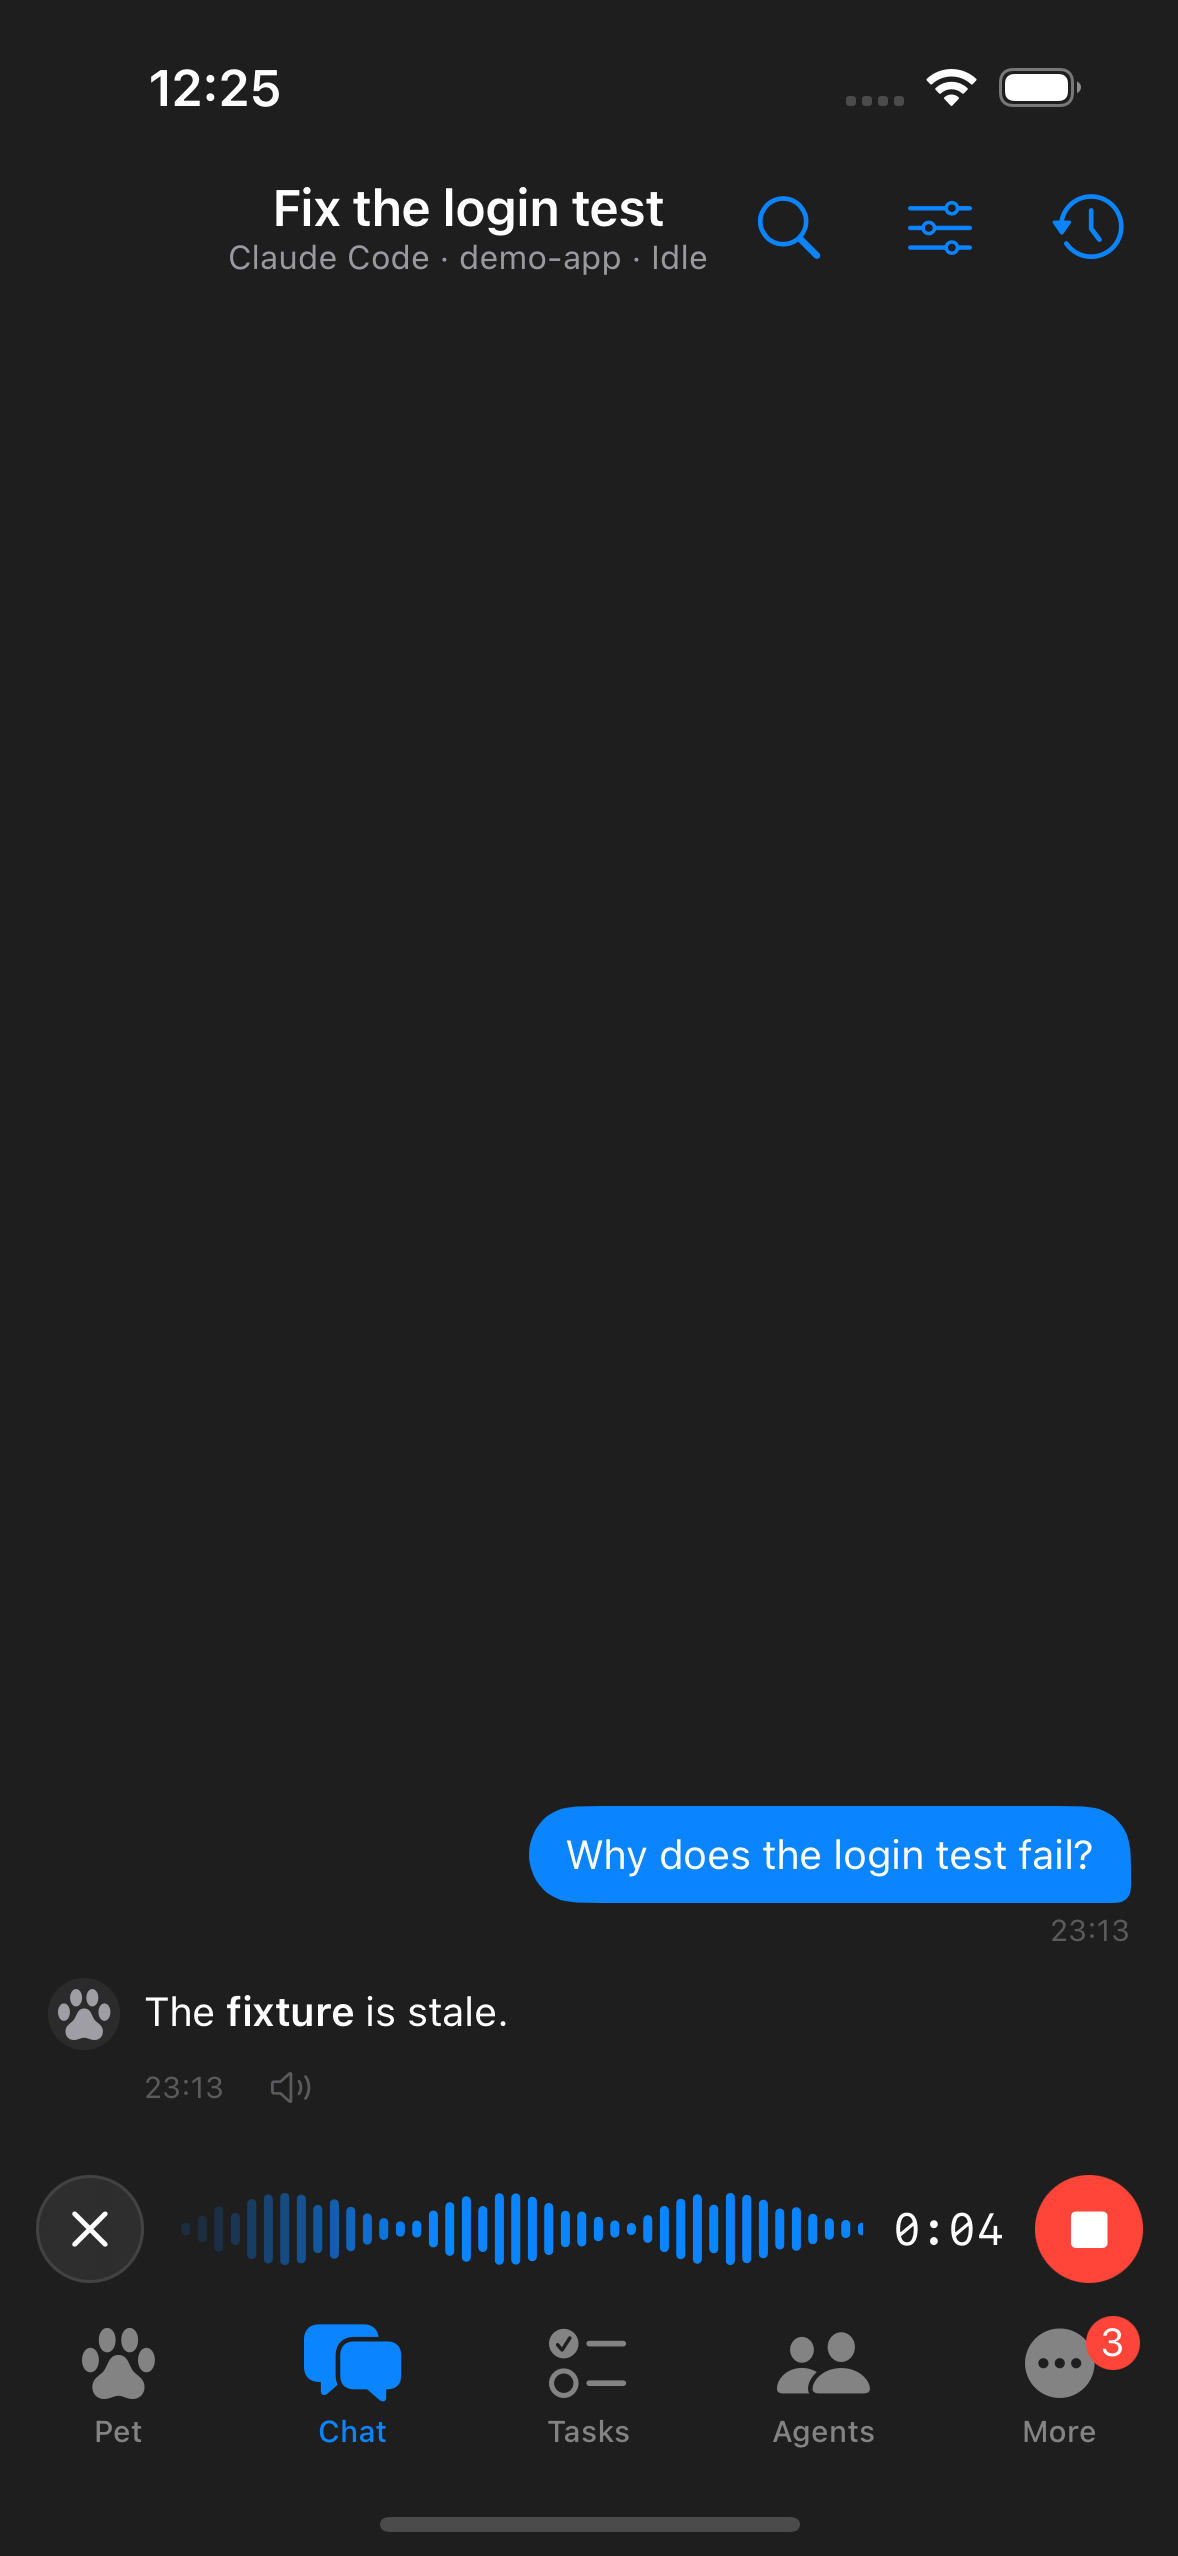 12:25
Fix the login test
Claude Code · demo-app · Idle
Why does the login test fail?
23:13
The fixture is stale.
23:13
0:04
3
Pet
Chat
Tasks
Agents
More